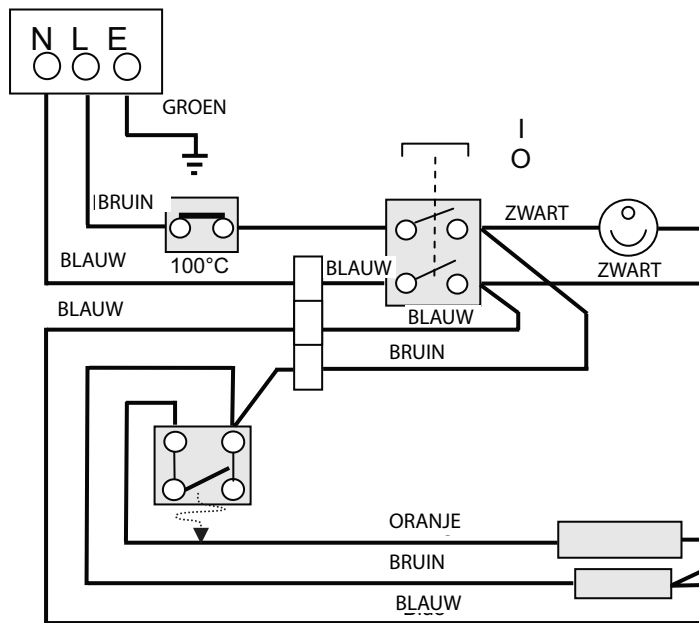 N L E
GROEN
I
O
BRUIN
ZWART
100°C
BLAUW
BLAUW
ZWART
BLAUW
BLAUW
BRUIN
ORANJE
BRUIN
BLAUW